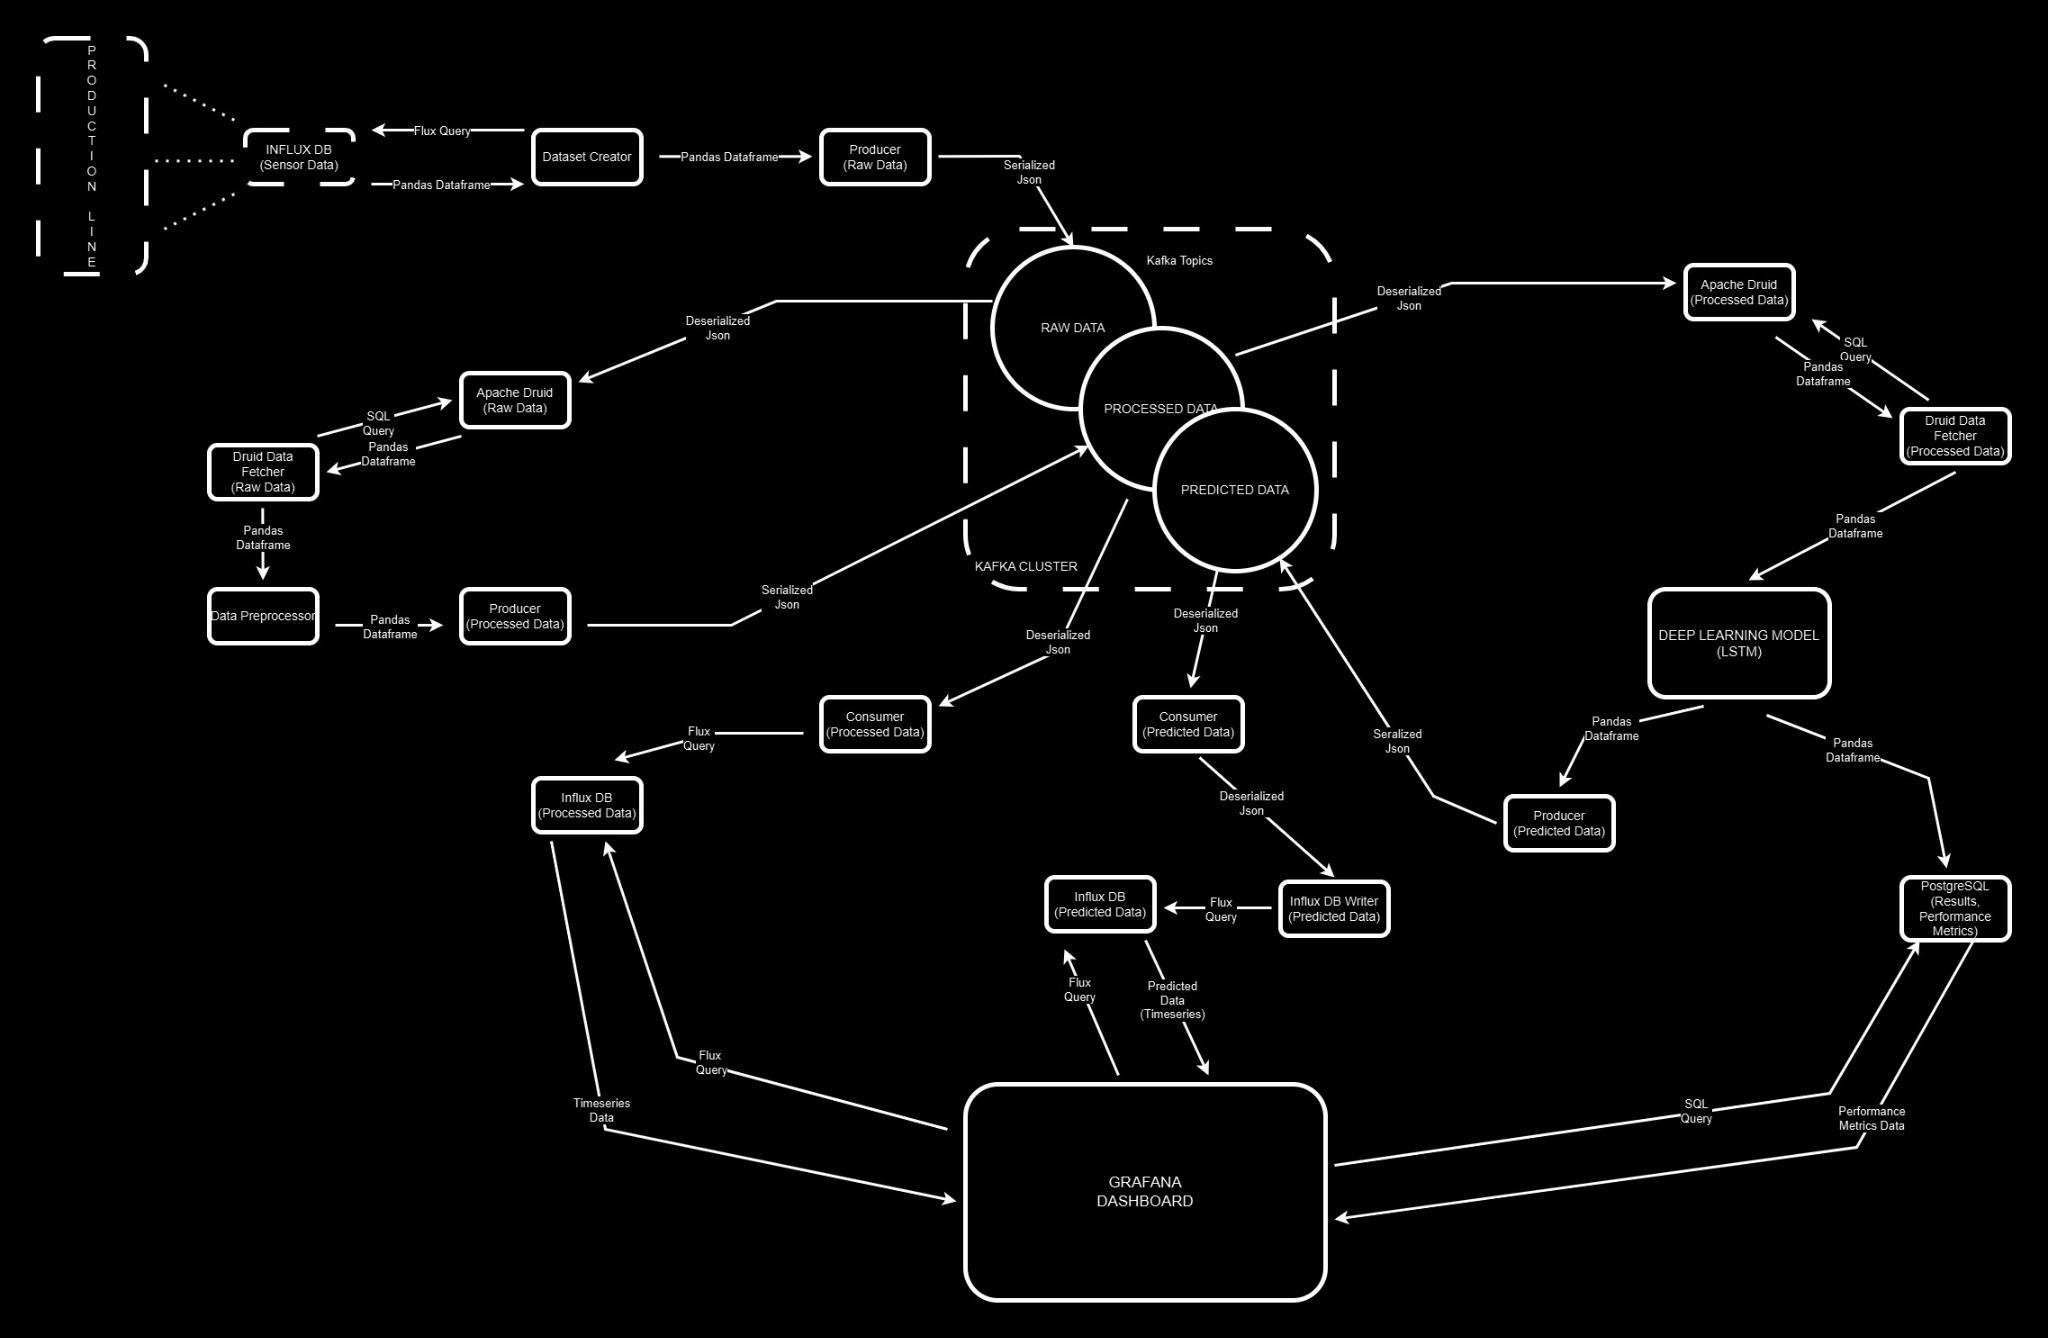 PRODUCTION LINE
Flux Query
INFLUX DB
(Sensor Data)
Pandas Dataframe
Dataset Creator
Pandas Dataframe
Producer
(Raw Data)
Serialized
Json
Kafka Topics
RAW DATA
PROCESSED DATA
PREDICTED DATA
KAFKA CLUSTER
Deserialized
Json
Apache Druid
(Raw Data)
SQL
Query
Pandas
Dataframe
Druid Data
Fetcher
(Raw Data)
Pandas
Dataframe
Data Preprocessor
Pandas
Dataframe
Producer
(Processed Data)
Serialized
Json
Deserialized
Json
Apache Druid
(Processed Data)
SQL
Query
Pandas
Dataframe
Druid Data
Fetcher
(Processed Data)
Pandas
Dataframe
DEEP LEARNING MODEL
(LSTM)
Pandas
Dataframe
Pandas
Dataframe
Producer
(Predicted Data)
Seralized
Json
Deserialized
Json
Deserialized
Json
Consumer
(Processed Data)
Flux
Query
Influx DB
(Processed Data)
Consumer
(Predicted Data)
Deserialized
Json
Influx DB Writer
(Predicted Data)
Flux
Query
Influx DB
(Predicted Data)
Flux
Query
Predicted
Data
(Timeseries)
PostgreSQL
(Results,
Performance
Metrics)
Flux
Query
Timeseries
Data
SQL
Query
Performance
Metrics Data
GRAFANA
DASHBOARD